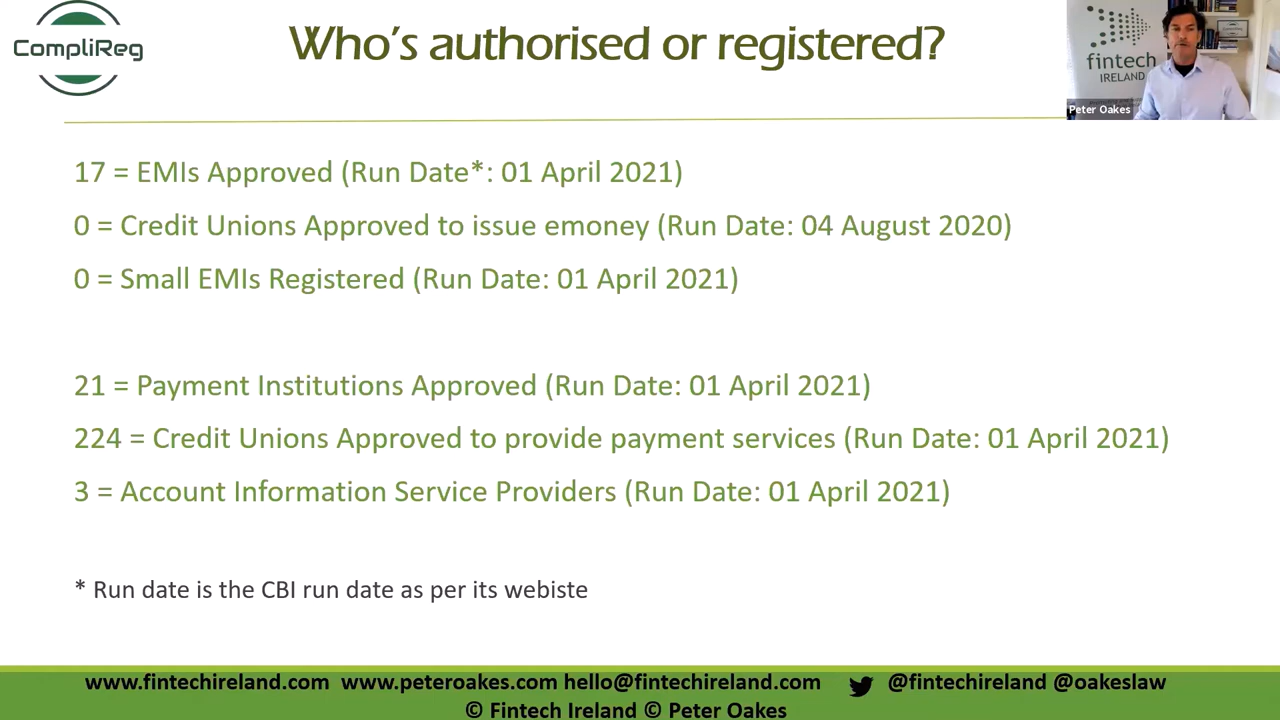 CompliReg
Who's authorised or registered?
fintech
IRELAND
Peter Oakes
17 = EMIs Approved (Run Date*: 01 April 2021)
0 = Credit Unions Approved to issue emoney (Run Date: 04 August 2020)
0 = Small EMIs Registered (Run Date: 01 April 2021)
21 = Payment Institutions Approved (Run Date: 01 April 2021)
224 = Credit Unions Approved to provide payment services (Run Date: 01 April 2021)
3 = Account Information Service Providers (Run Date: 01 April 2021)
* Run date is the CBI run date as per its webiste
www.fintechireland.com www.peteroakes.com hello@fintechireland.com @fintechireland @oakeslaw
© Fintech Ireland © Peter Oakes